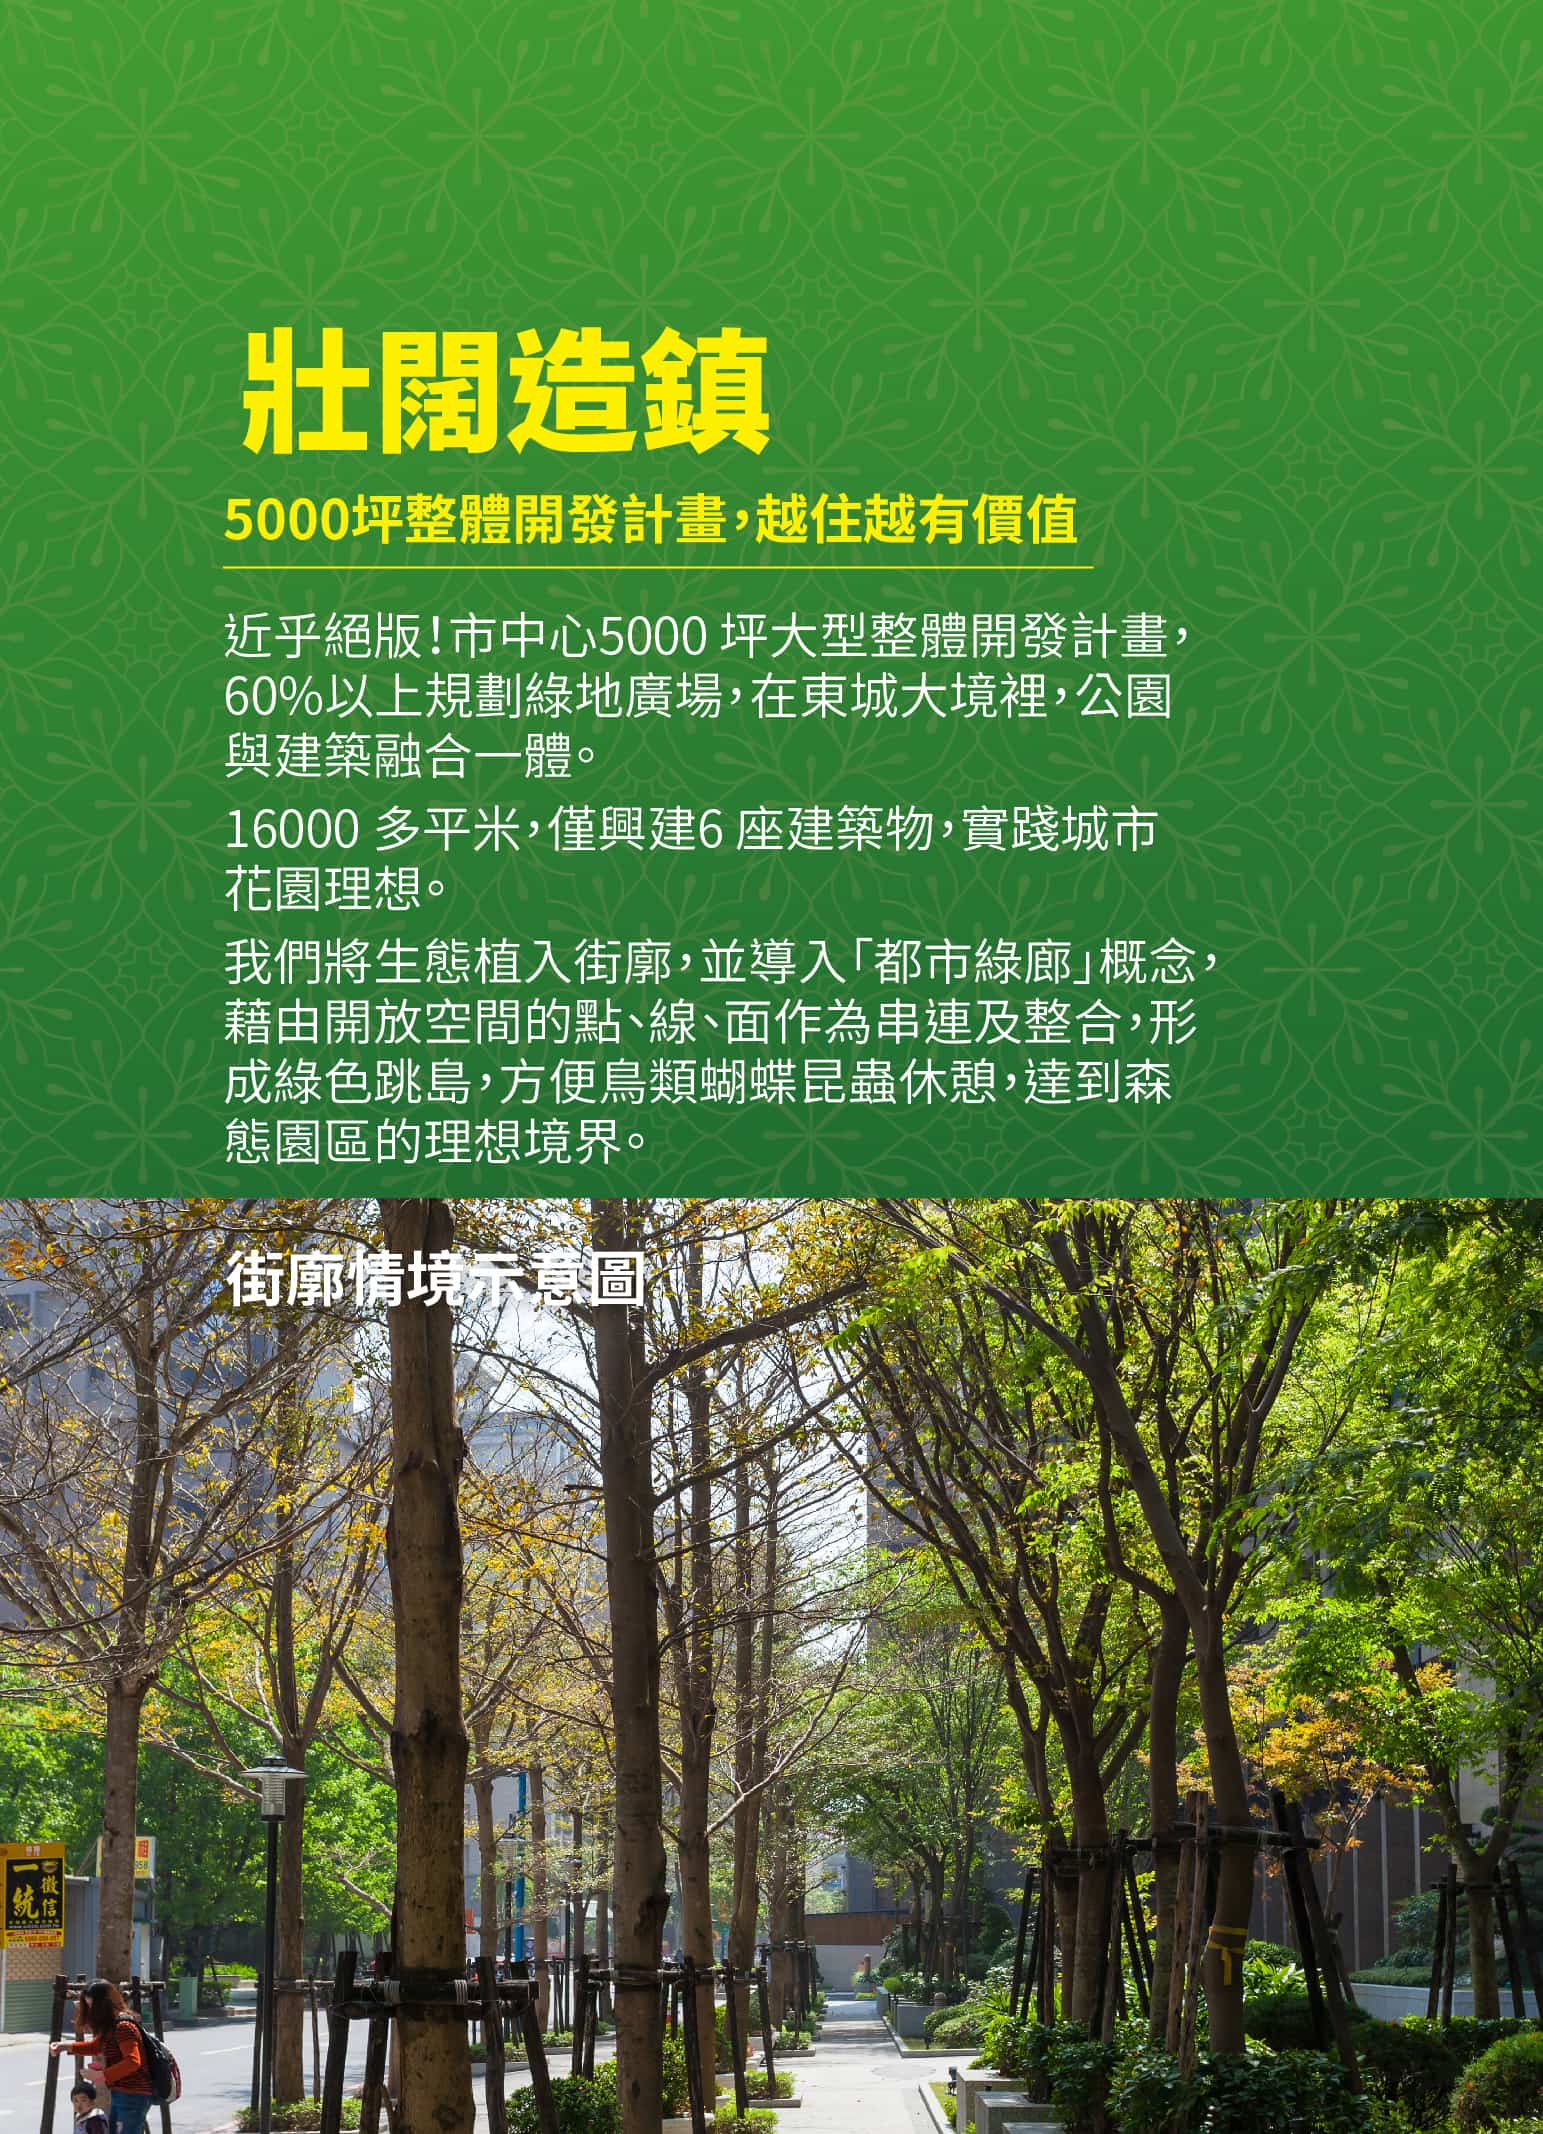 壯闊造鎮
5000坪整體開發計畫，越住越有價值
近乎絕版！市中心5000 坪大型整體開發計畫，
60%以上規劃綠地廣場，在東城大境裡，公園
與建築融合一體。
16000 多平米，僅興建6 座建築物，實踐城市
花園理想。
我們將生態植入街廓，並導入「都市綠廊」概念，
藉由開放空間的點、線、面作為串連及整合，形
成綠色跳島，方便鳥類蝴蝶昆蟲休憩，達到森
態園區的理想境界。
街廓情境示意圖
一統
徵信